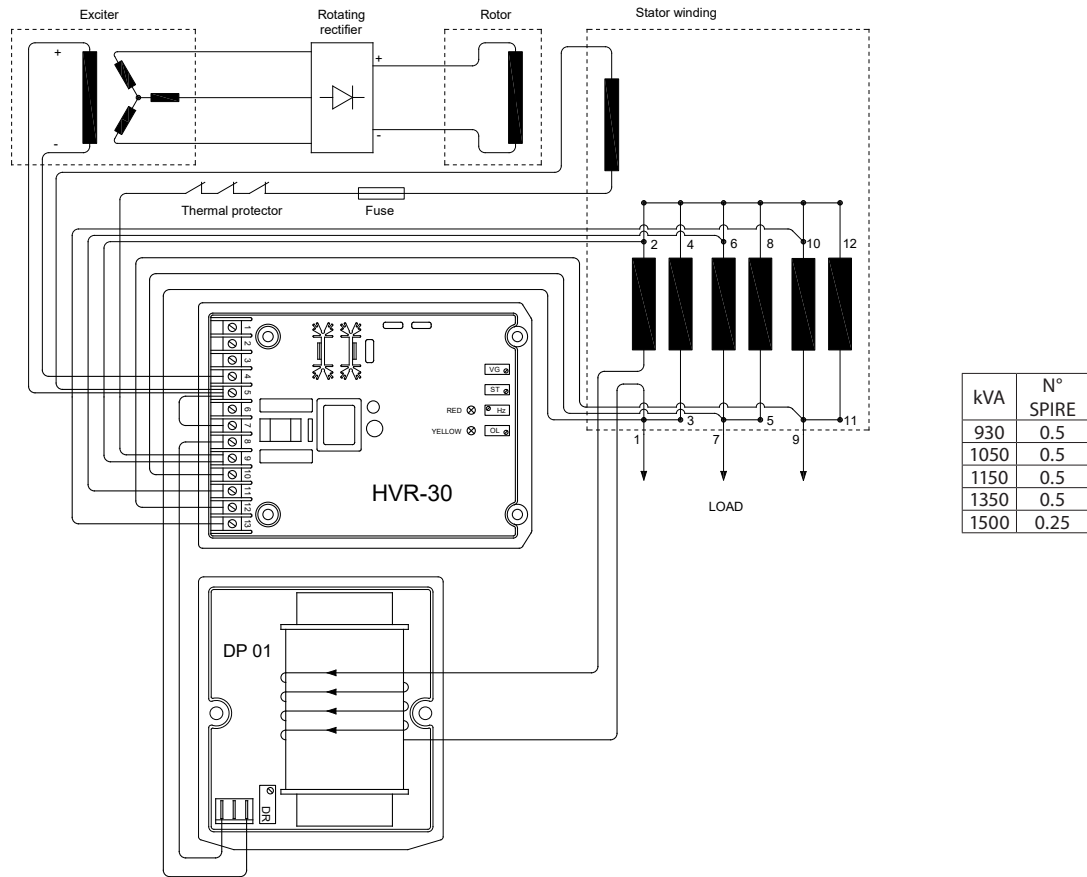 Exciter
Rotating
rectifier
Rotor
Stator winding
+
-
+
-
Thermal protector
Fuse
2
4
6
8
10
12
1
2
3
4
5
6
7
8
9
10
11
12
13
VG
ST
RED
Hz
YELLOW
OL
HVR-30
1
3
7
5
9
11
LOAD
kVA N° SPIRE
930 0.5
1050 0.5
1150 0.5
1350 0.5
1500 0.25
DP 01
DR